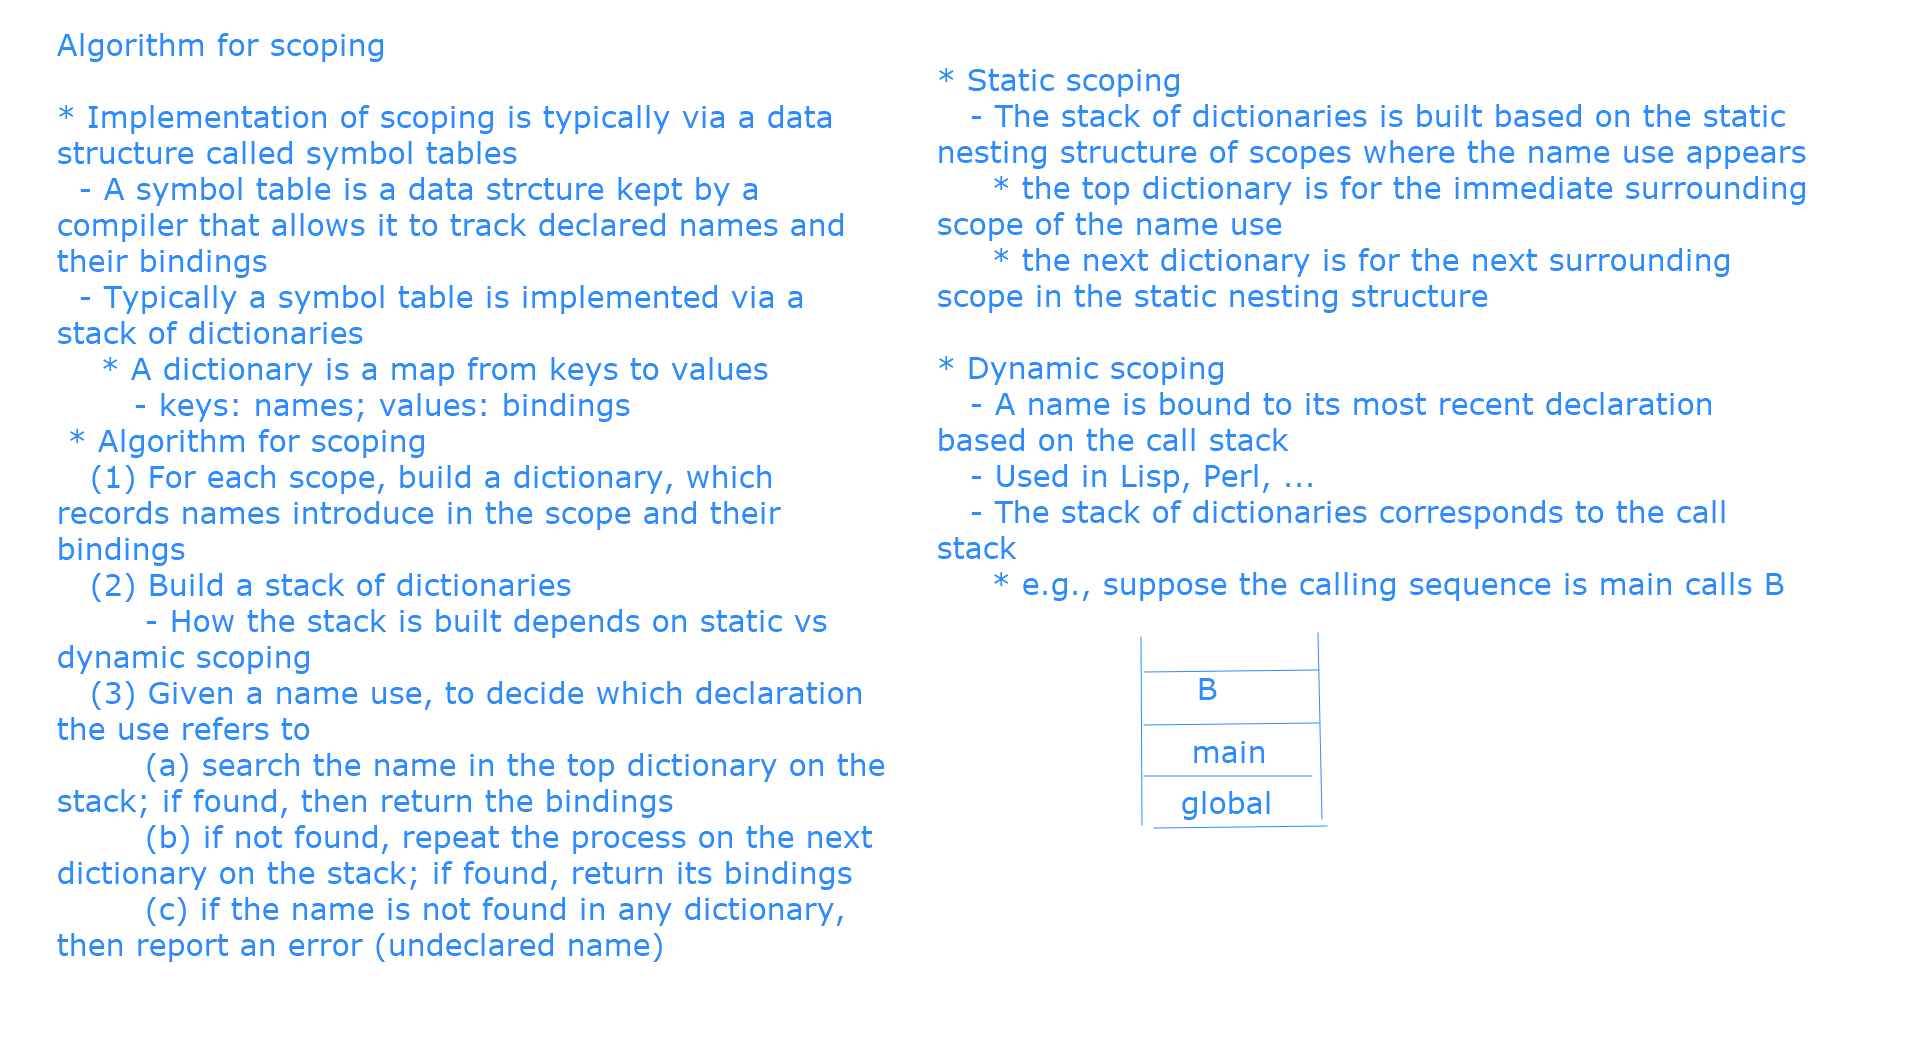 Algorithm for scoping
* Implementation of scoping is typically via a data
structure called symbol tables
- A symbol table is a data strcture kept by a
compiler that allows it to track declared names and
their bindings
- Typically a symbol table is implemented via a
stack of dictionaries
* A dictionary is a map from keys to values
- keys: names; values: bindings
* Algorithm for scoping
(1) For each scope, build a dictionary, which
records names introduce in the scope and their
bindings
(2) Build a stack of dictionaries
- How the stack is built depends on static vs
dynamic scoping
(3) Given a name use, to decide which declaration
the use refers to
(a) search the name in the top dictionary on the
stack; if found, then return the bindings
(b) if not found, repeat the process on the next
dictionary on the stack; if found, return its bindings
(c) if the name is not found in any dictionary,
then report an error (undeclared name)
* Static scoping
- The stack of dictionaries is built based on the static
nesting structure of scopes where the name use appears
* the top dictionary is for the immediate surrounding
scope of the name use
* the next dictionary is for the next surrounding
scope in the static nesting structure
* Dynamic scoping
- A name is bound to its most recent declaration
based on the call stack
- Used in Lisp, Perl, ...
- The stack of dictionaries corresponds to the call
stack
* e.g., suppose the calling sequence is main calls B
B
main
global